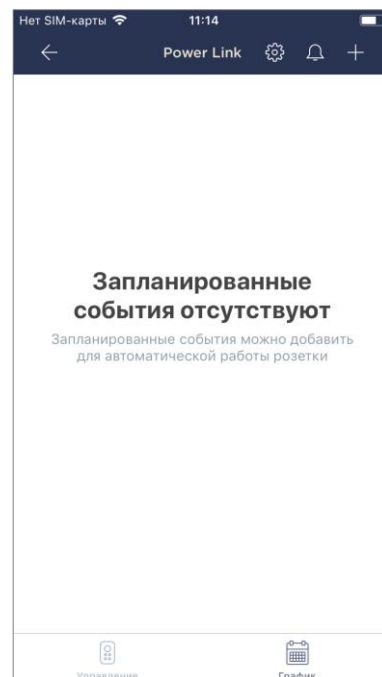 Нет SIM-карты 11:14
Power Link
Запланированные
события отсутствуют
Запланированные события можно добавить
для автоматической работы розетки
Управление График